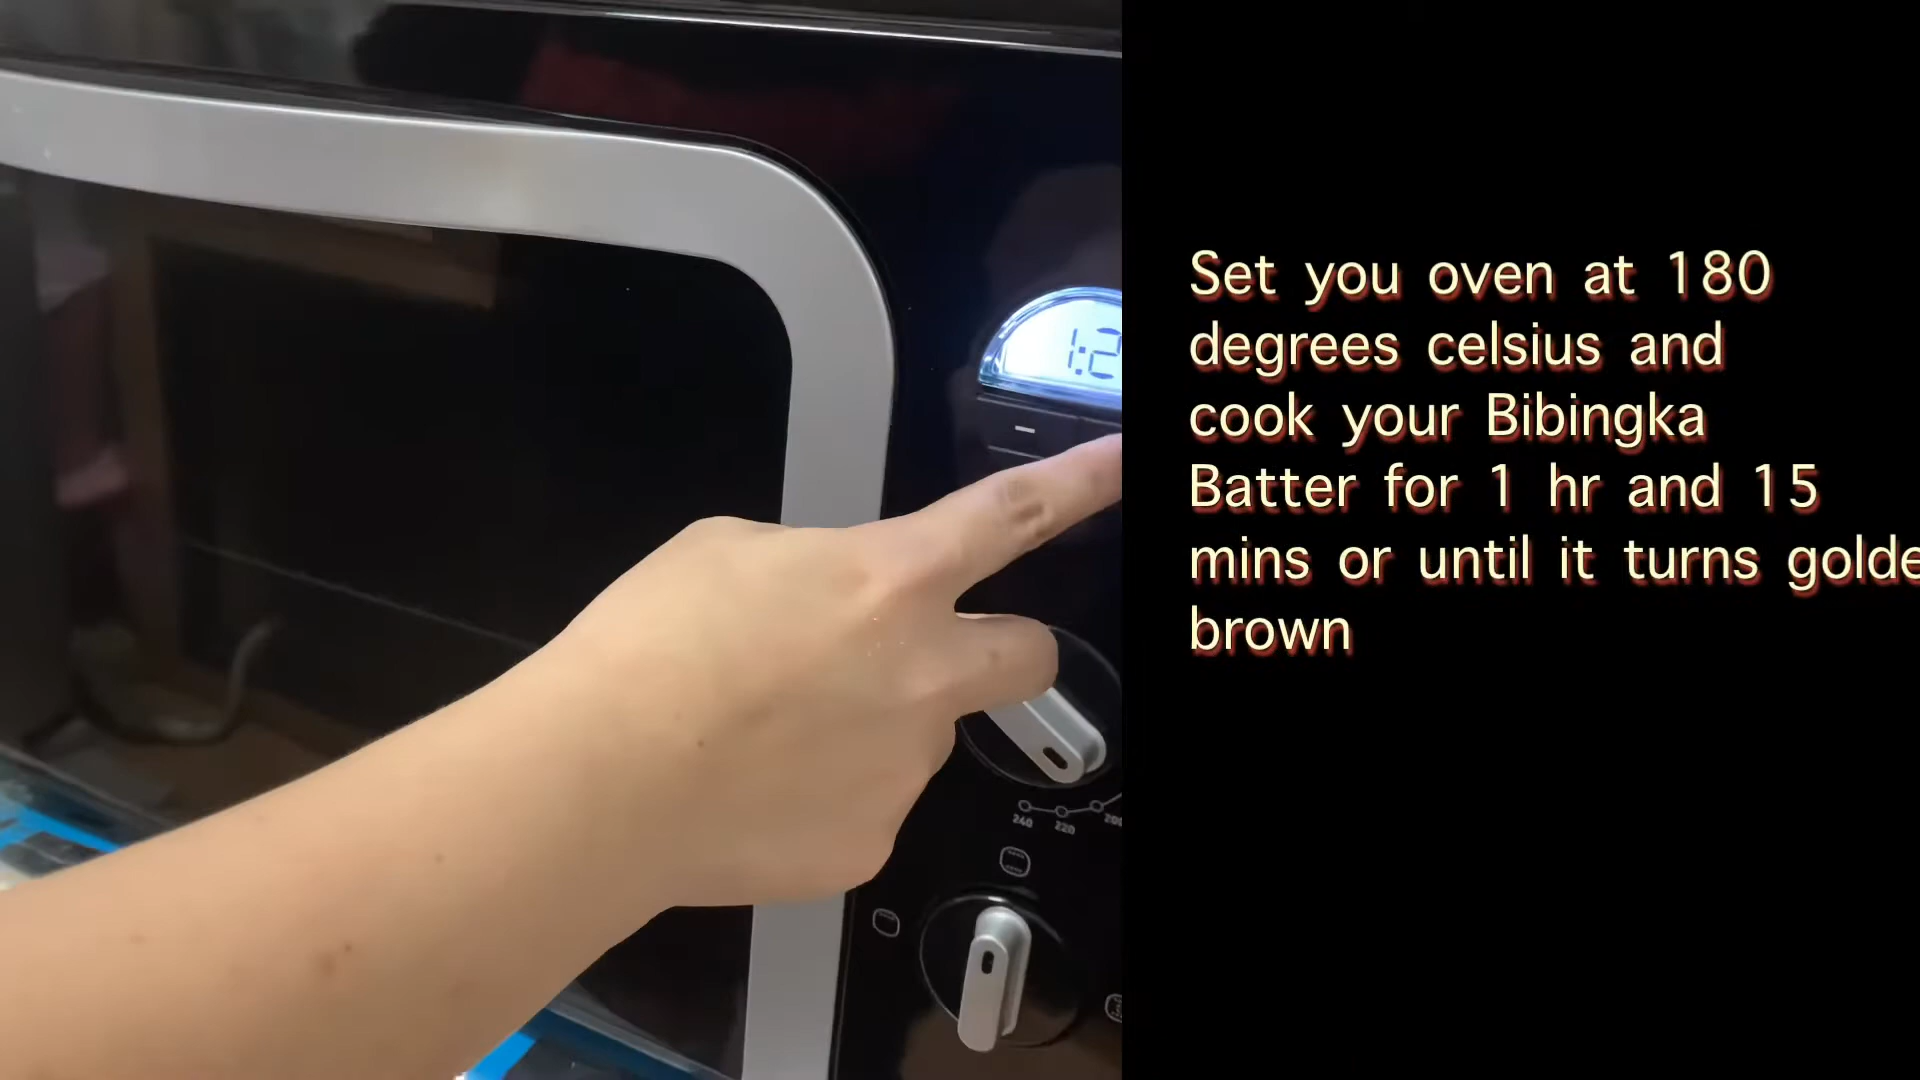 Set you oven at 180
degrees celsius and
cook your Bibingka
Batter for 1 hr and 15
mins or until it turns golde
brown
1:2
240 220 200